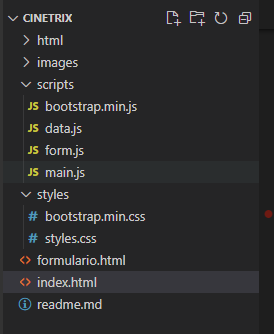 CINETRIX
html
images
scripts
JS bootstrap.min.js
JS data.js
JS form.js
JS main.js
styles
# bootstrap.min.css
# styles.css
<> formulario.html
<> index.html
readme.md